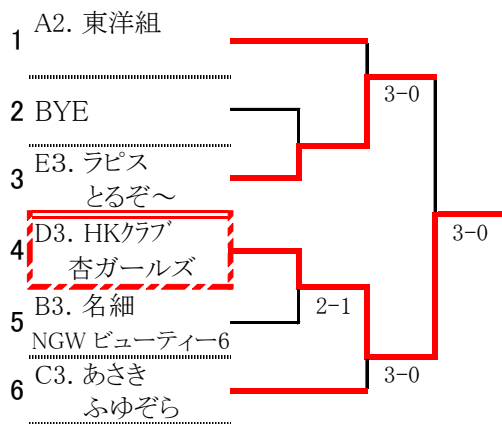 1 A2. 東洋組
3-0
2 BYE
3 E3. ラピス
とるぞ~
3-0
4 D3. HKクラブ
杏ガールズ
2-1
5 B3. 名細
NGW ビューティー6
3-0
6 C3. あさき
ふゆぞら